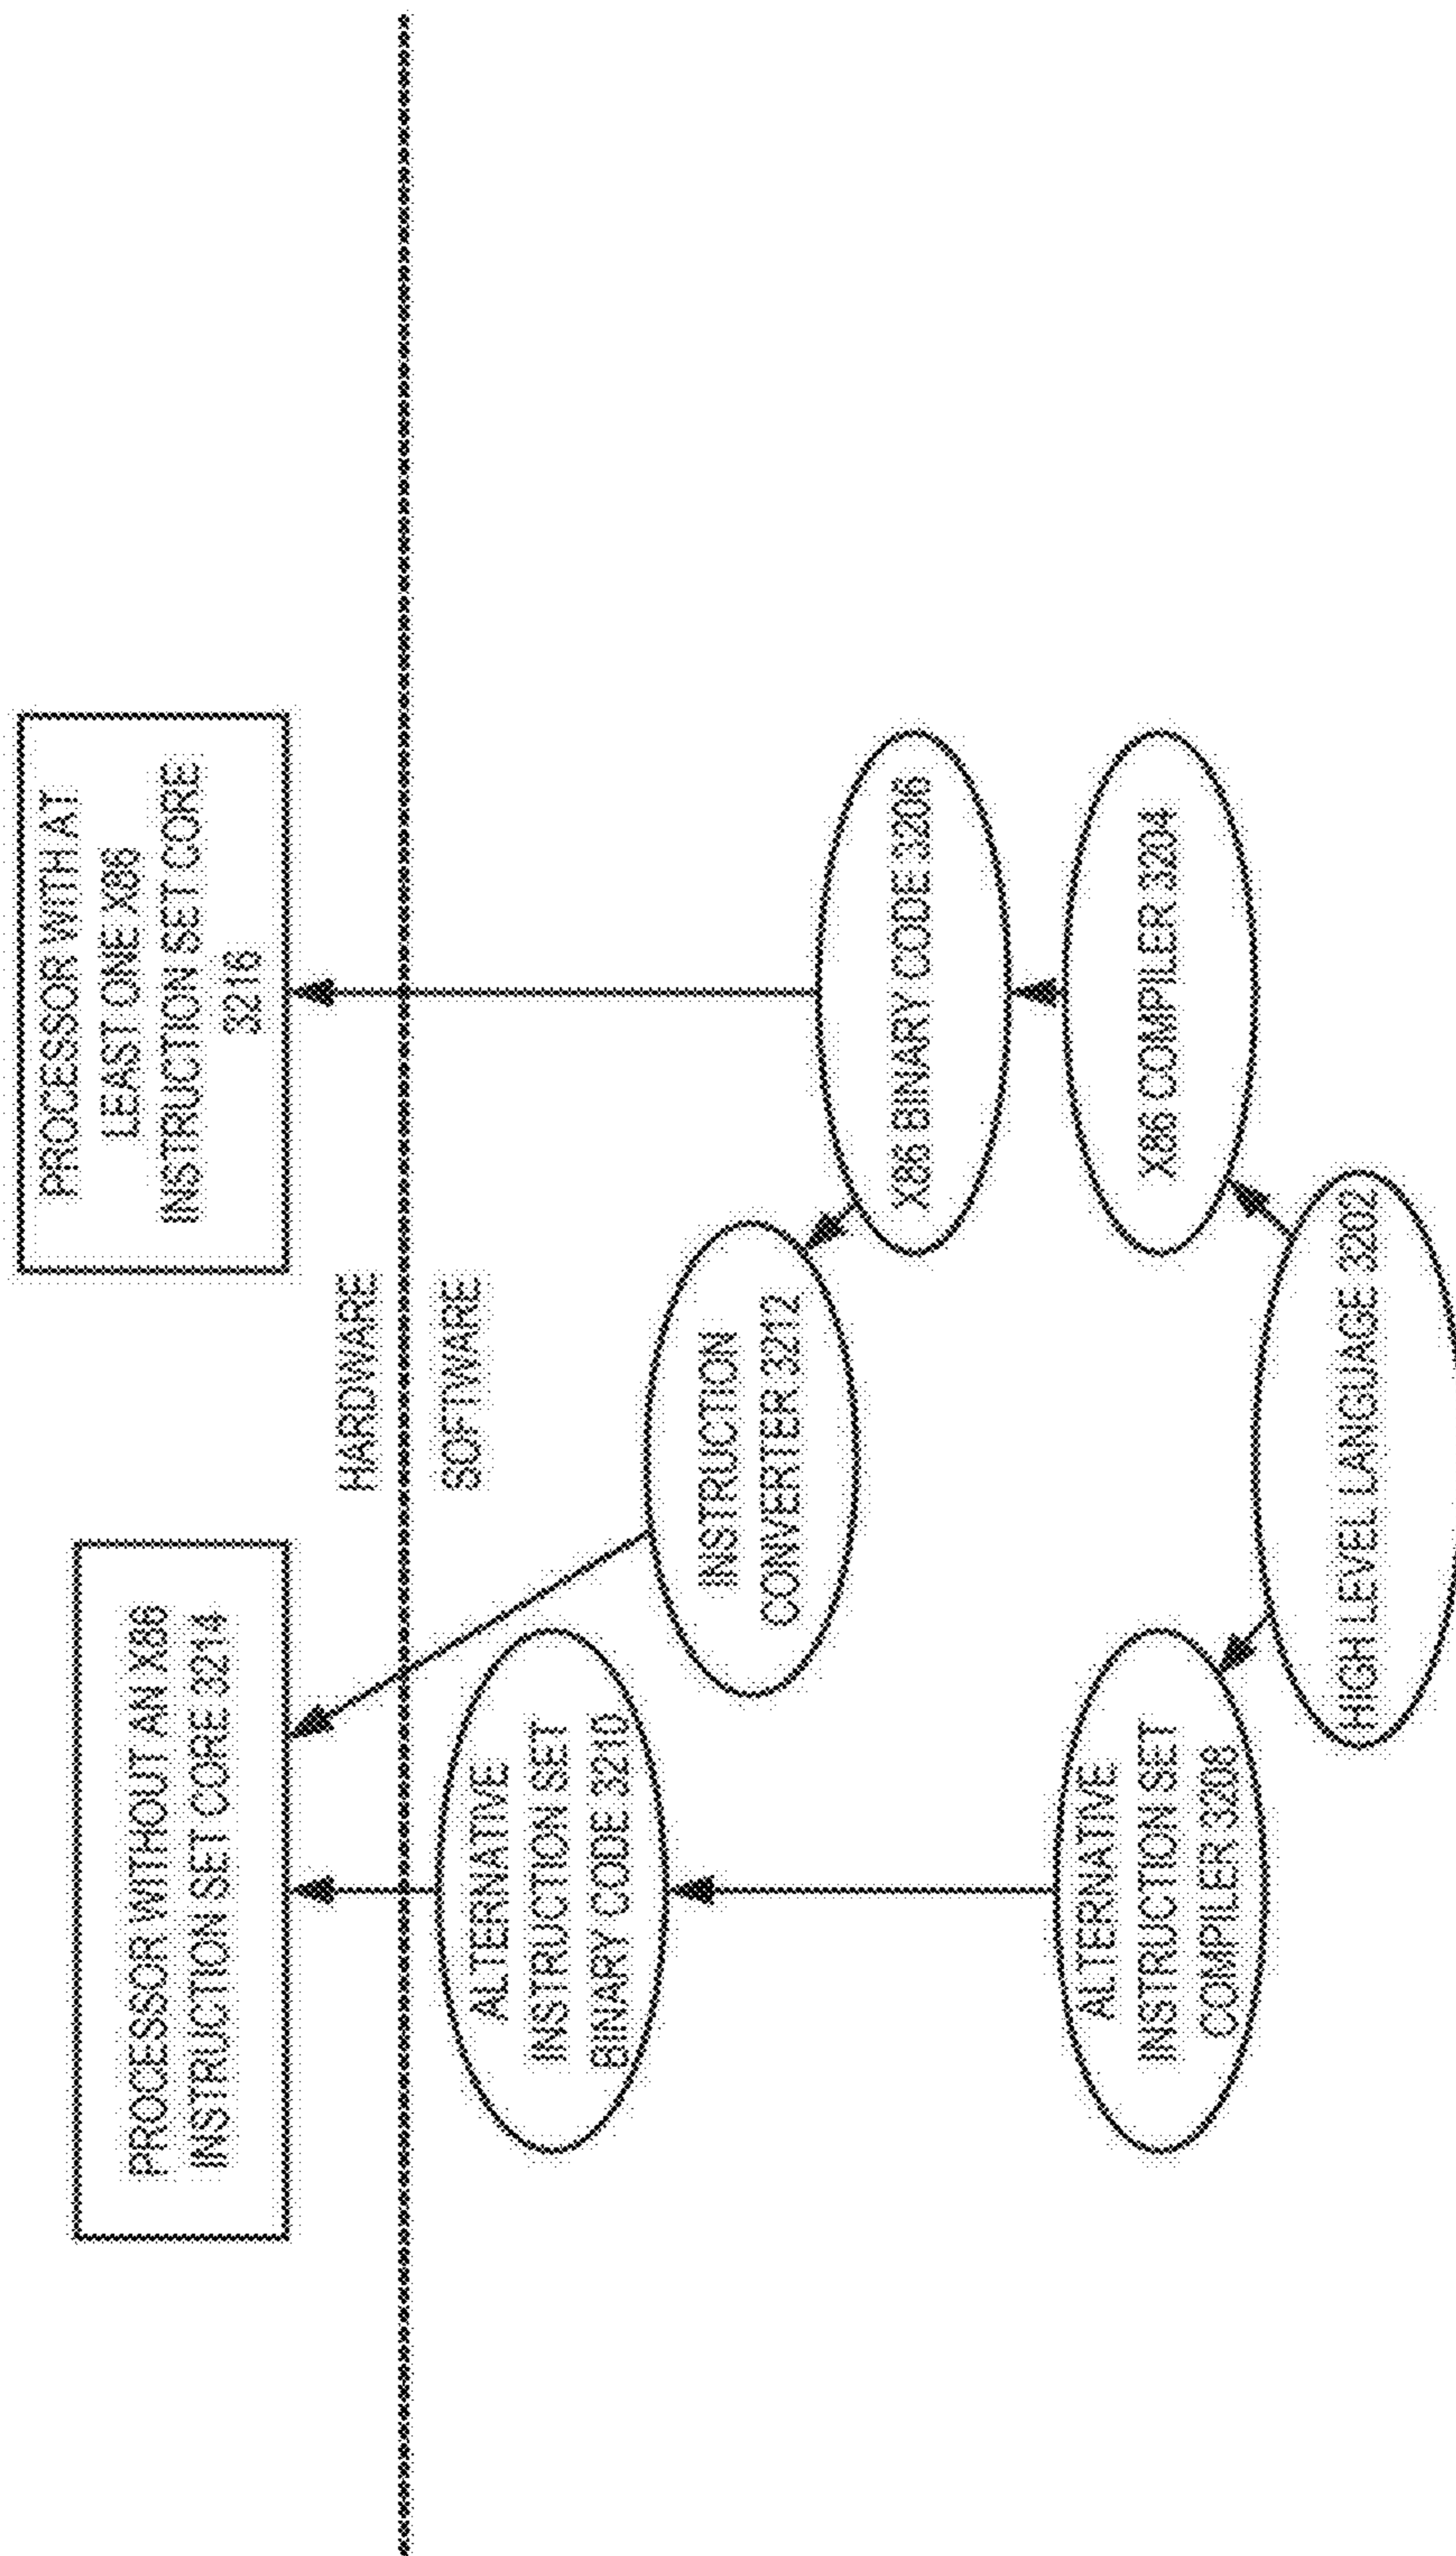 PROCESSOR WITHOUT AN X86
INSTRUCTION SET CORE 3214
PROCESSOR WITH AT
LEAST ONE X86
INSTRUCTION SET CORE
3216
HARDWARE
SOFTWARE
ALTERNATIVE
INSTRUCTION SET
BINARY CODE 3210
INSTRUCTION
CONVERTER 3212
X86 BINARY CODE 3206
ALTERNATIVE
INSTRUCTION SET
COMPILER 3208
X86 COMPILER 3204
HIGH LEVEL LANGUAGE 3202